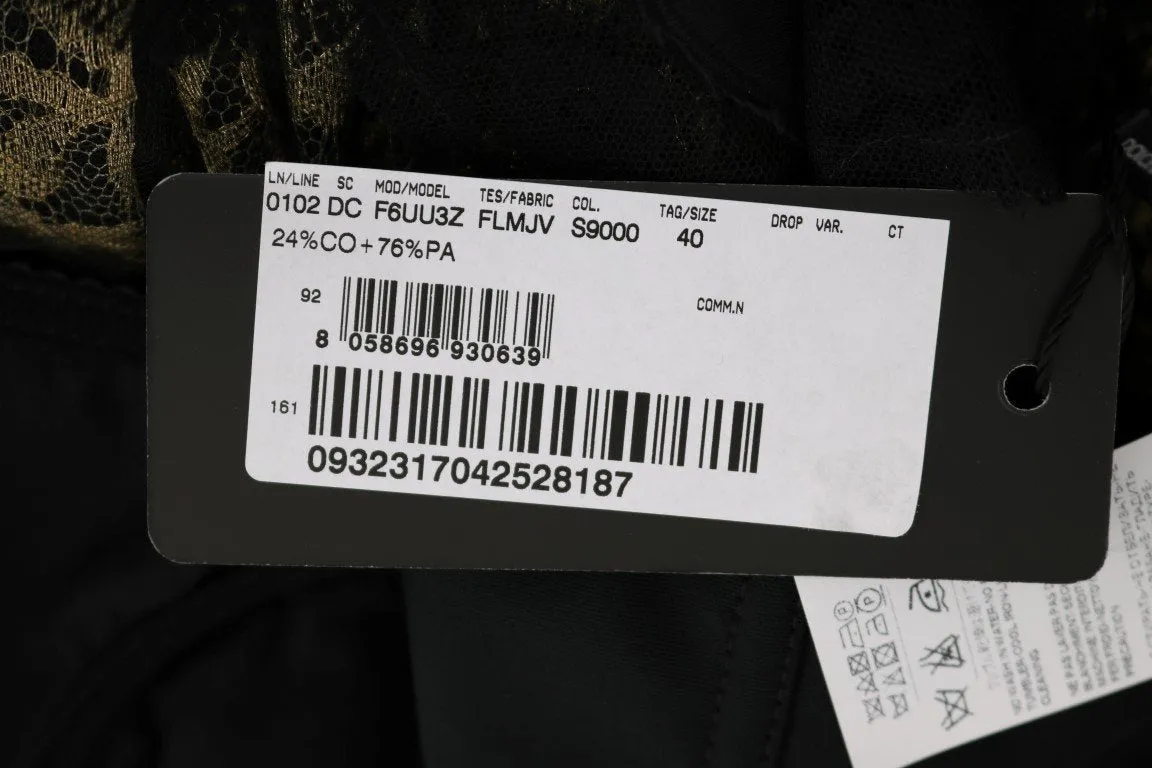 LN/LINE SC MOD/MODEL TES/FABRIC COL. TAG/SIZE DROP VAR. CT
0102 DC F6UU3Z FLMJV S9000 40
24%CO+76%PA
92
COMM.N
8 058696 930639
161
0932317042528187
CLEANING